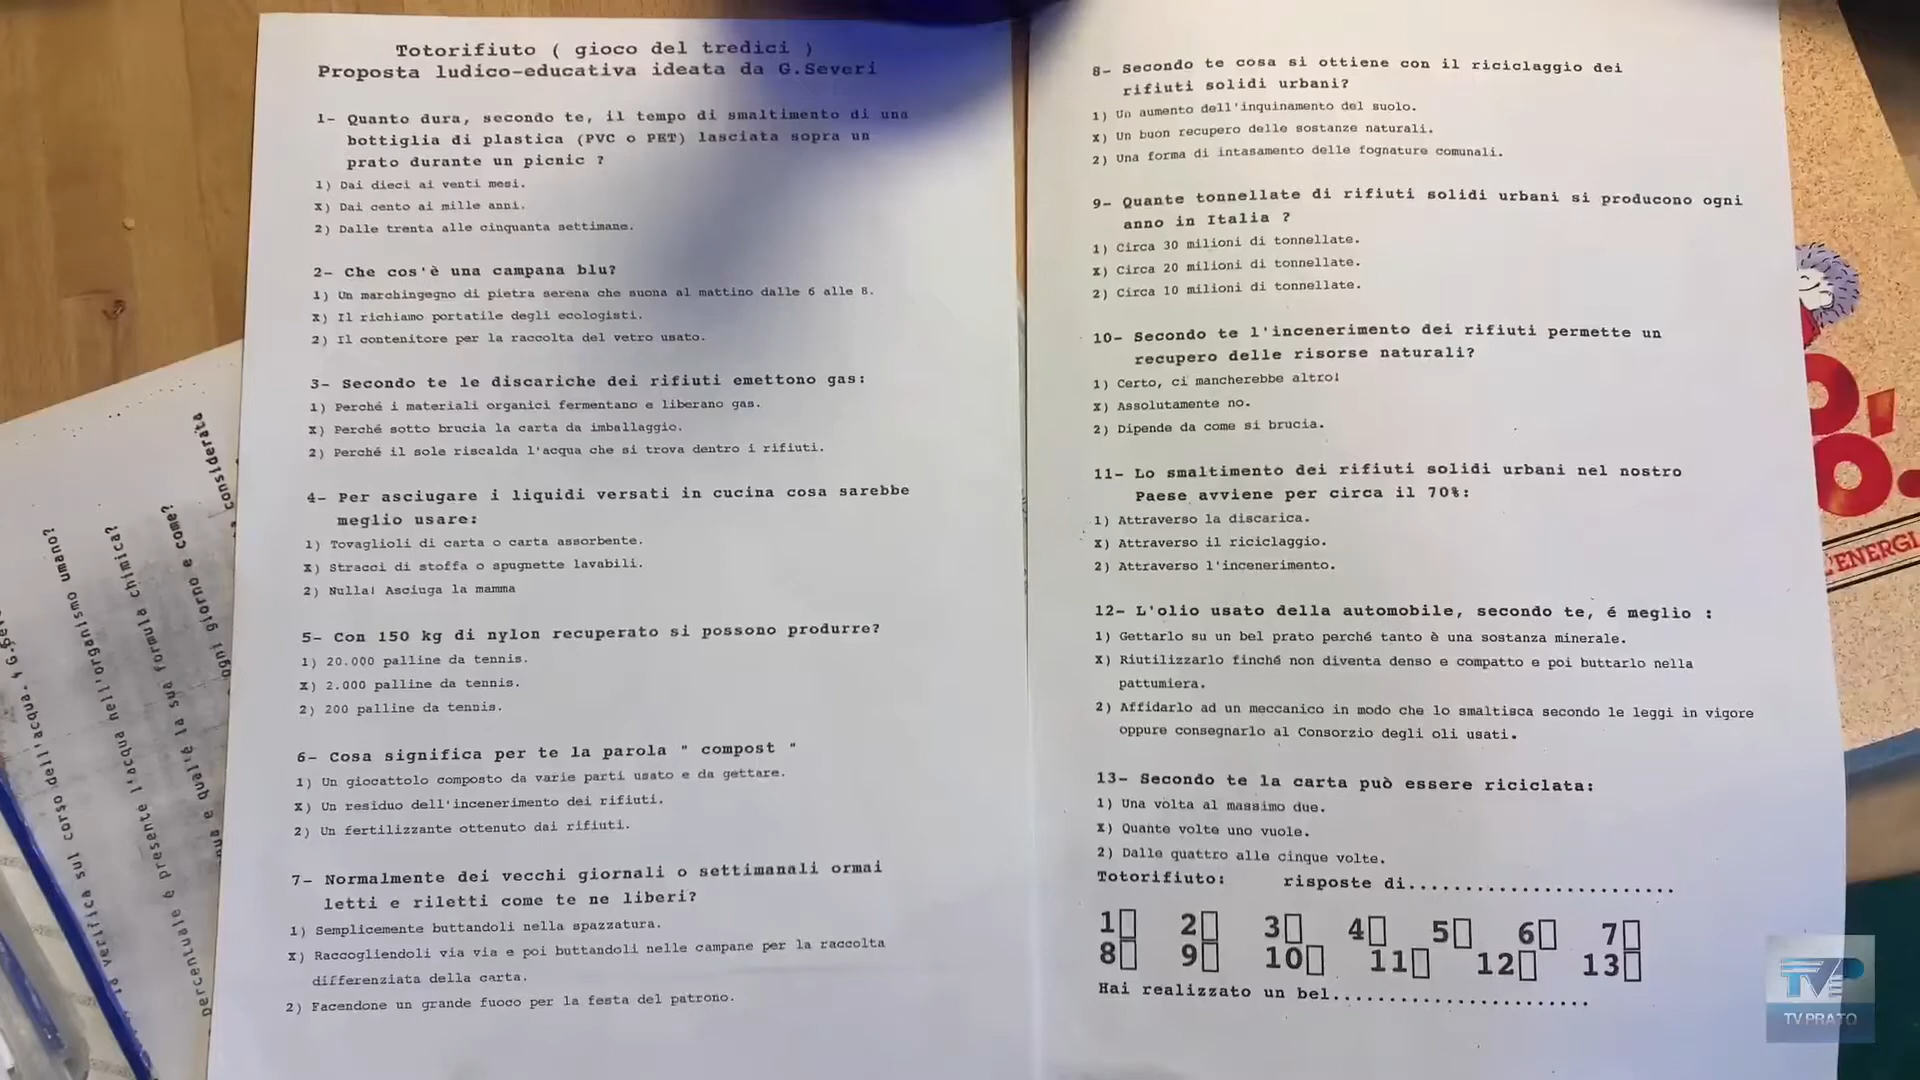 Totorifiuto ( gioco del tredici )
Proposta ludico-educativa ideata da G.Severi
1- Quanto dura, secondo te, il tempo di smaltimento di una
bottiglia di plastica (PVC o PET) lasciata sopra un
prato durante un picnic ?
1) Dai dieci ai venti mesi.
X) Dai cento ai mille anni.
2) Dalle trenta alle cinquanta settimane.
2- Che cos'è una campana blu?
1) Un marchingegno di pietra serena che suona al mattino dalle 6 alle 8.
X) Il richiamo portatile degli ecologisti.
2) Il contenitore per la raccolta del vetro usato.
3- Secondo te le discariche dei rifiuti emettono gas:
1) Perché i materiali organici fermentano e liberano gas.
X) Perché sotto brucia la carta da imballaggio.
2) Perché il sole riscalda l'acqua che si trova dentro i rifiuti.
4- Per asciugare i liquidi versati in cucina cosa sarebbe
meglio usare:
1) Tovaglioli di carta o carta assorbente.
X) Stracci di stoffa o spugnette lavabili.
2) Nulla! Asciuga la mamma
5- Con 150 kg di nylon recuperato si possono produrre?
1) 20.000 palline da tennis.
X) 2.000 palline da tennis.
2) 200 palline da tennis.
6- Cosa significa per te la parola " compost "
1) Un giocattolo composto da varie parti usato e da gettare.
X) Un residuo dell'incenerimento dei rifiuti.
2) Un fertilizzante ottenuto dai rifiuti.
7- Normalmente dei vecchi giornali o settimanali ormai
letti e riletti come te ne liberi?
1) Semplicemente buttandoli nella spazzatura.
X) Raccogliendoli via via e poi buttandoli nelle campane per la raccolta
differenziata della carta.
2) Facendone un grande fuoco per la festa del patrono.
8- Secondo te cosa si ottiene con il riciclaggio dei
rifiuti solidi urbani?
1) Un aumento dell'inquinamento del suolo.
X) Un buon recupero delle sostanze naturali.
2) Una forma di intasamento delle fognature comunali.
9- Quante tonnellate di rifiuti solidi urbani si producono ogni
anno in Italia ?
1) Circa 30 milioni di tonnellate.
X) Circa 20 milioni di tonnellate.
2) Circa 10 milioni di tonnellate.
10- Secondo te l'incenerimento dei rifiuti permette un
recupero delle risorse naturali?
1) Certo, ci mancherebbe altro!
X) Assolutamente no.
2) Dipende da come si brucia.
11- Lo smaltimento dei rifiuti solidi urbani nel nostro
Paese avviene per circa il 70%:
1) Attraverso la discarica.
X) Attraverso il riciclaggio.
2) Attraverso l'incenerimento.
12- L'olio usato della automobile, secondo te, é meglio :
1) Gettarlo su un bel prato perché tanto è una sostanza minerale.
X) Riutilizzarlo finché non diventa denso e compatto e poi buttarlo nella
pattumiera.
2) Affidarlo ad un meccanico in modo che lo smaltisca secondo le leggi in vigore
oppure consegnarlo al Consorzio degli oli usati.
13- Secondo te la carta può essere riciclata:
1) Una volta al massimo due.
X) Quante volte uno vuole.
2) Dalle quattro alle cinque volte.
Totorifiuto: risposte di........................
1 2 3 4 5 6 7
8 9 10 11 12 13
Hai realizzato un bel.......................
verifica sul corso dell'acqua.
percentuale è presente l'acqua nell'organismo umano?
e qual'è la sua formula chimica?
ogni giorno e come?
considerata
L'ENERGI
TVP
TV PRATO